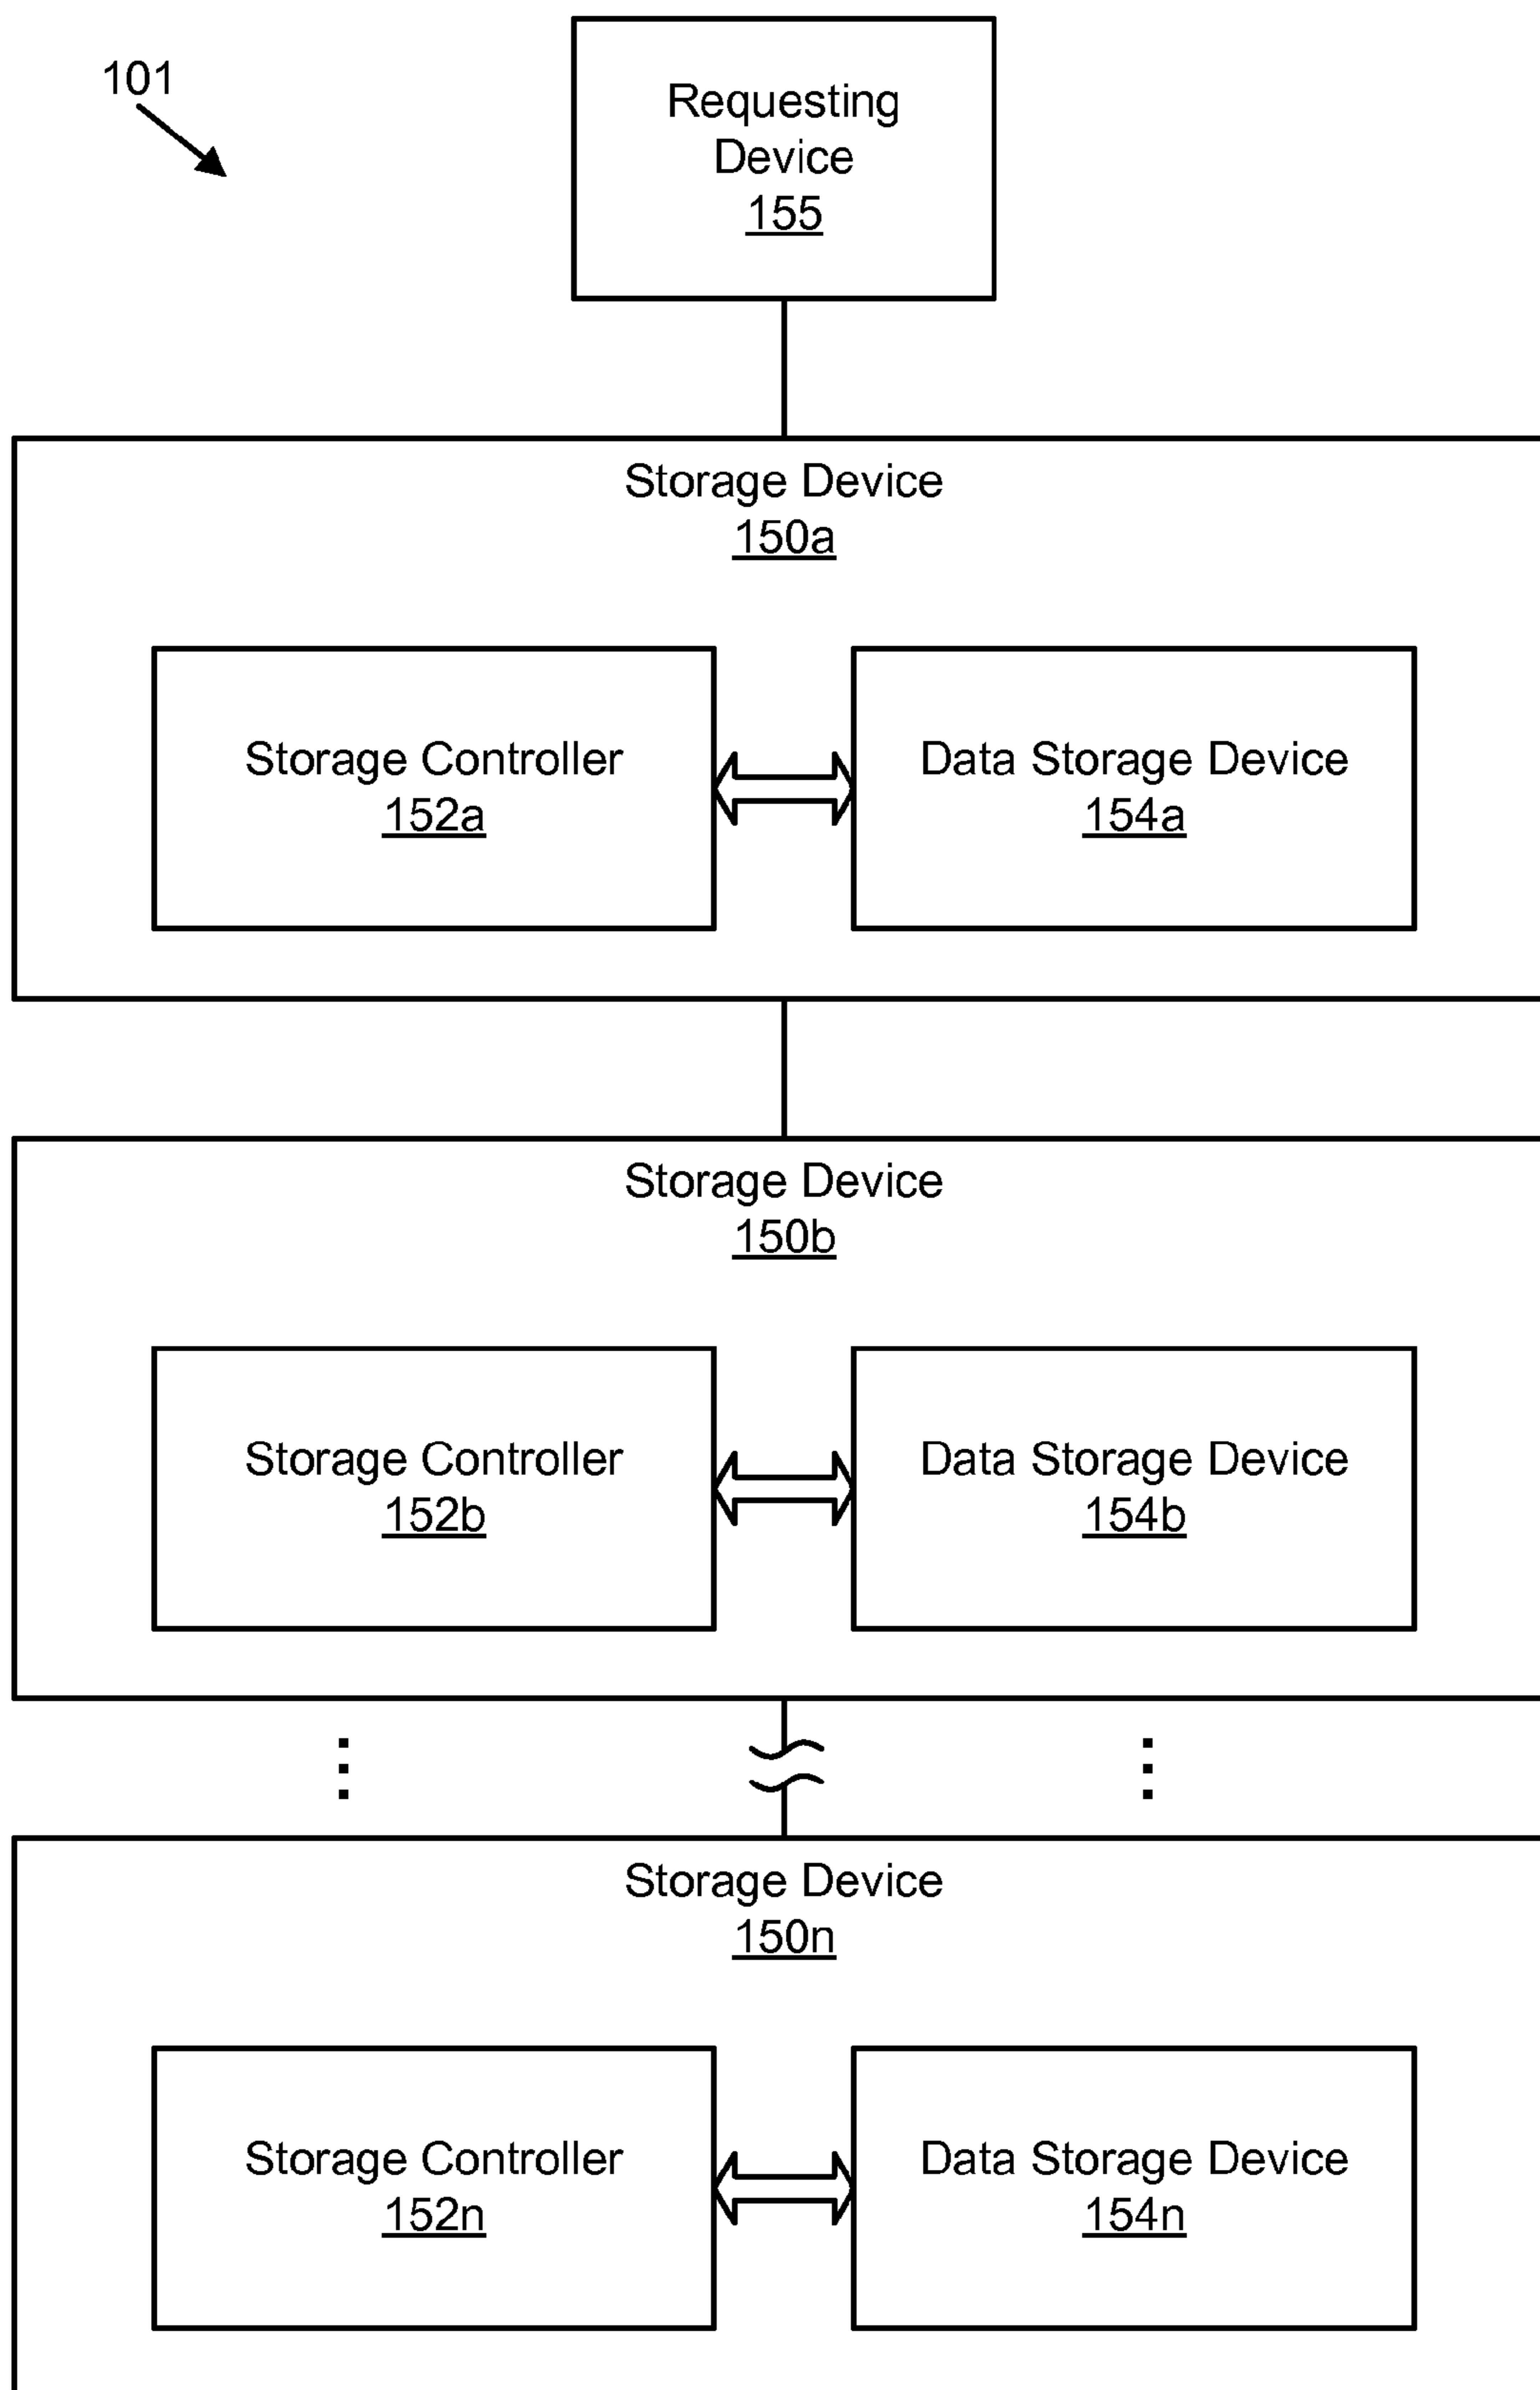 101
Requesting
Device
155
Storage Device
150a
Storage Controller
152a
Data Storage Device
154a
Storage Device
150b
Storage Controller
152b
Data Storage Device
154b
Storage Device
150n
Storage Controller
152n
Data Storage Device
154n